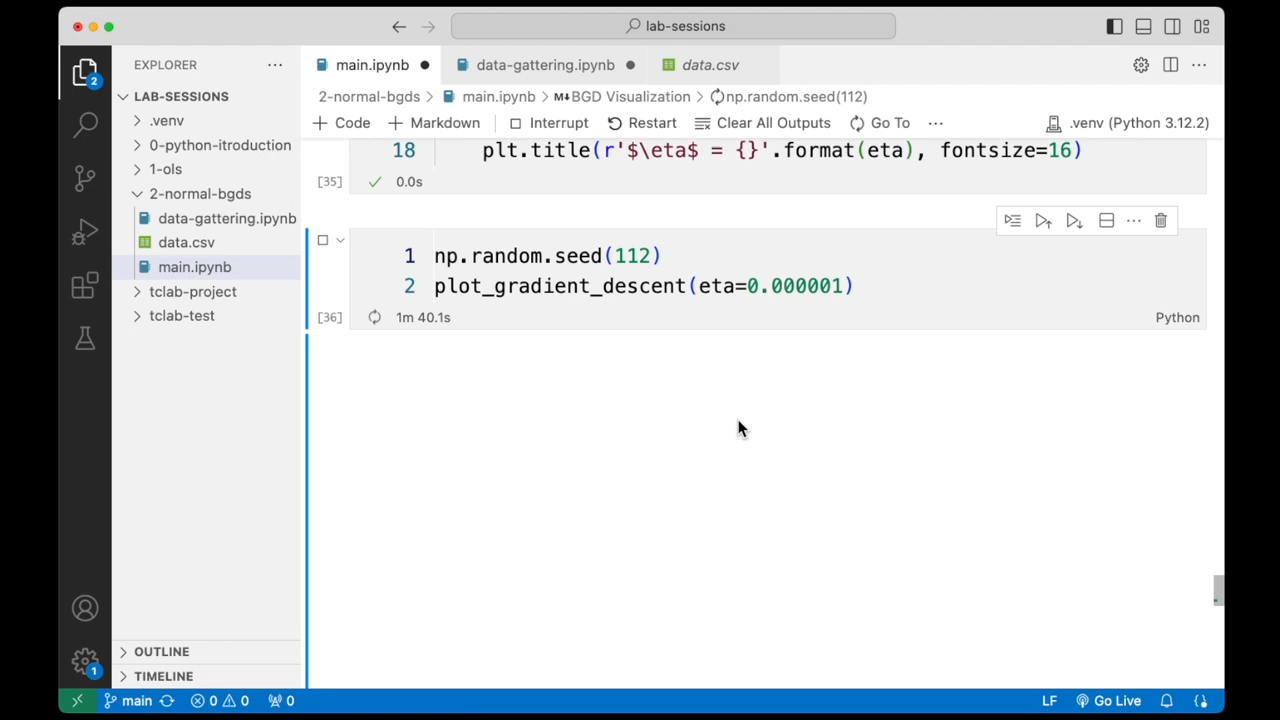 lab-sessions
EXPLORER
LAB-SESSIONS
.venv
0-python-itroduction
1-ols
2-normal-bgds
data-gattering.ipynb
data.csv
main.ipynb
tclab-project
tclab-test
OUTLINE
TIMELINE
2
1
main.ipynb
data-gattering.ipynb
data.csv
2-normal-bgds > main.ipynb > M↓BGD Visualization > np.random.seed(112)
+ Code + Markdown Interrupt Restart Clear All Outputs Go To ... .venv (Python 3.12.2)
18 plt.title(r'$\eta$ = {}'.format(eta), fontsize=16)
[35] ✓ 0.0s
1 np.random.seed(112)
2 plot_gradient_descent(eta=0.000001)
[36] 1m 40.1s Python
main 0 0 0 LF Go Live